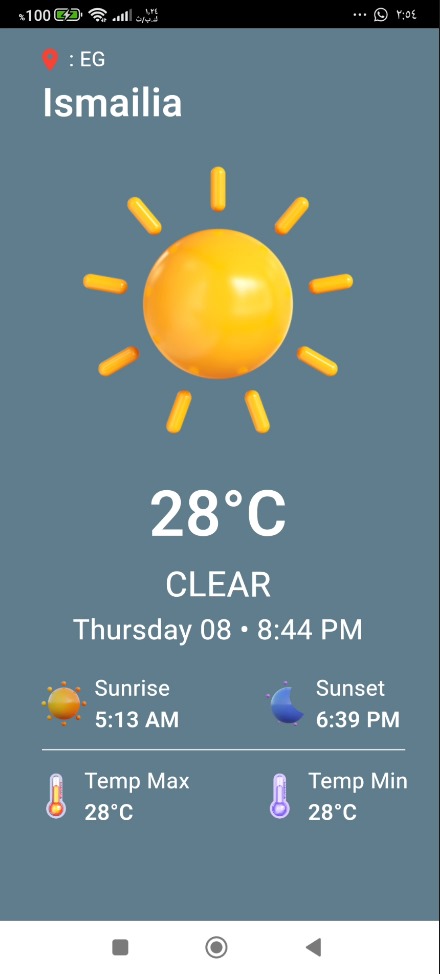 %100
١,٢٤
ك.ب/ث
٢:٥٤
: EG
Ismailia
28°C
CLEAR
Thursday 08 • 8:44 PM
Sunrise
5:13 AM
Sunset
6:39 PM
Temp Max
28°C
Temp Min
28°C